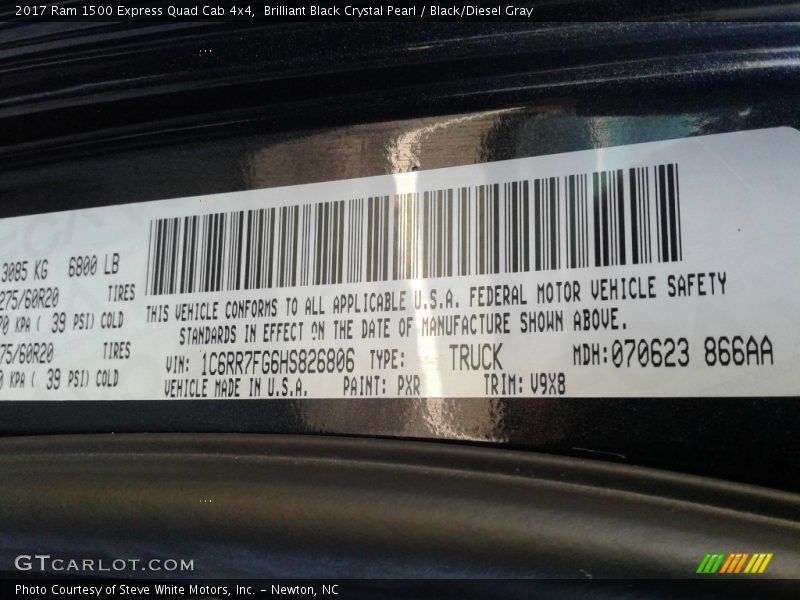 2017 Ram 1500 Express Quad Cab 4x4,  Brilliant Black Crystal Pearl / Black/Diesel Gray
3085 KG 6800 LB
275/60R20 TIRES
KPA ( 39 PSI) COLD
75/60R20 TIRES
KPA ( 39 PSI) COLD
THIS VEHICLE CONFORMS TO ALL APPLICABLE U.S.A. FEDERAL MOTOR VEHICLE SAFETY
STANDARDS IN EFFECT ON THE DATE OF MANUFACTURE SHOWN ABOVE.
VIN: 1C6RR7FG6HS826806 TYPE: TRUCK MDH:070623 866AA
VEHICLE MADE IN U.S.A. PAINT: PXR TRIM: V9X8
GTCARLOT.COM
Photo Courtesy of Steve White Motors, Inc. – Newton, NC